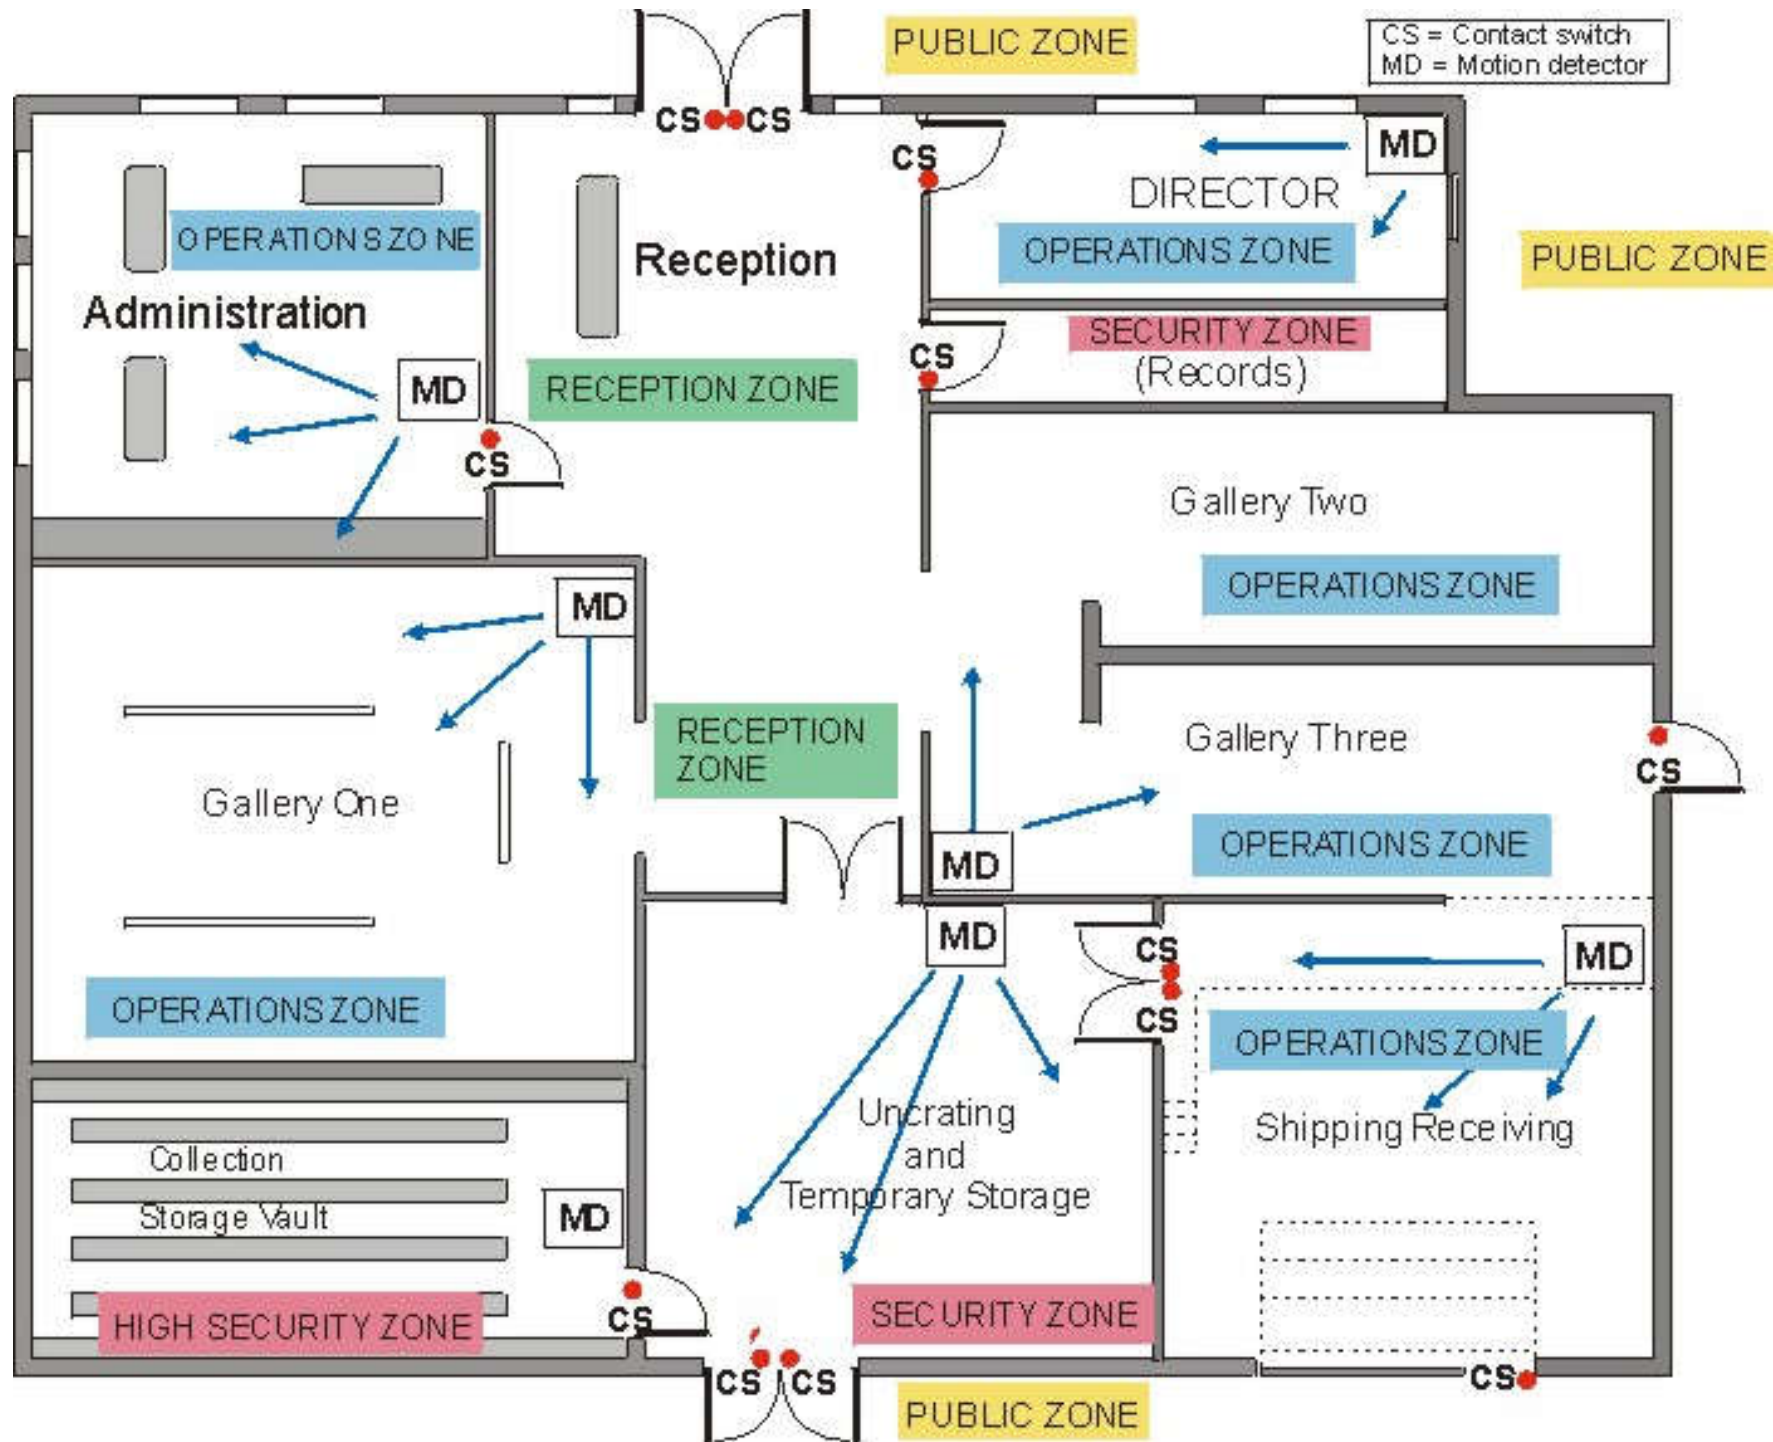 PUBLIC ZONE
CS = Contact switch
MD = Motion detector
CS CS
CS
MD
DIRECTOR
OPERATIONS ZONE
PUBLIC ZONE
OPERATIONS ZONE
Reception
Administration
MD
CS
RECEPTION ZONE
CS
SECURITY ZONE
(Records)
Gallery Two
OPERATIONS ZONE
MD
RECEPTION
ZONE
Gallery Three
CS
Gallery One
OPERATIONS ZONE
MD
MD
CS
CS
MD
OPERATIONS ZONE
OPERATIONS ZONE
Shipping Receiving
Uncrating
and
Temporary Storage
Collection
Storage Vault
MD
HIGH SECURITY ZONE
CS
SECURITY ZONE
CS CS
CS
PUBLIC ZONE